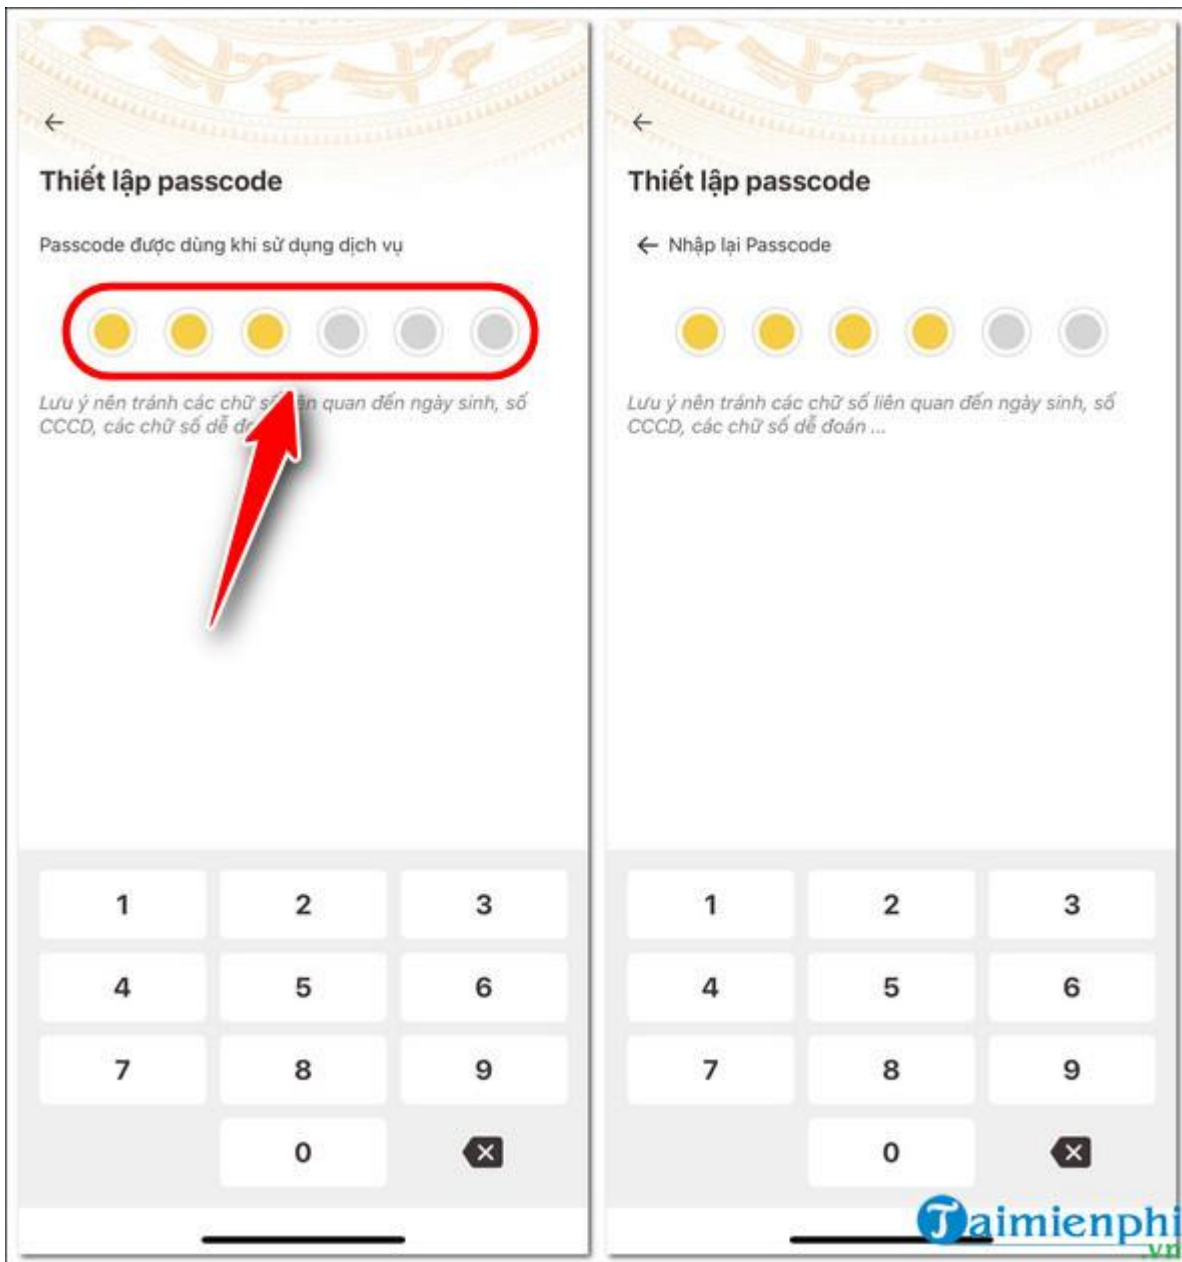 Thiết lập passcode
Passcode được dùng khi sử dụng dịch vụ
Lưu ý nên tránh các chữ quan đến ngày sinh, số
CCCD, các chữ số dễ
1 2 3
4 5 6
7 8 9
0
Thiết lập passcode
Nhập lại Passcode
Lưu ý nên tránh các chữ số liên quan đến ngày sinh, số
CCCD, các chữ số dễ đoán ...
1 2 3
4 5 6
7 8 9
0
Taimienphi
.vn